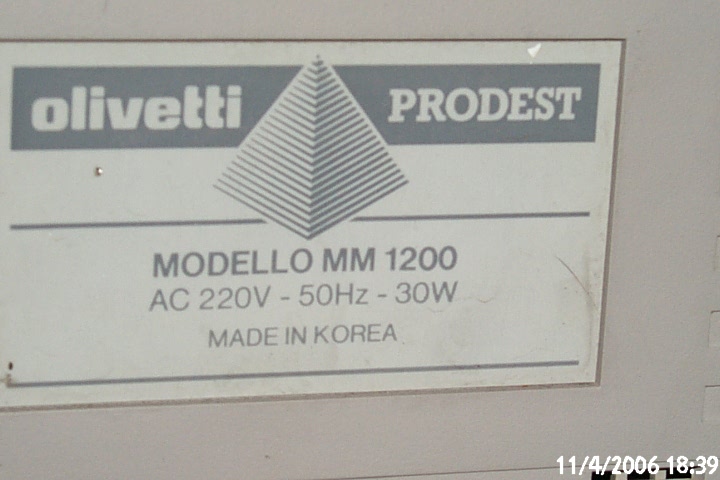 olivetti PRODEST
MODELLO MM 1200
AC 220V - 50Hz - 30W
MADE IN KOREA
11/4/2006 18:39